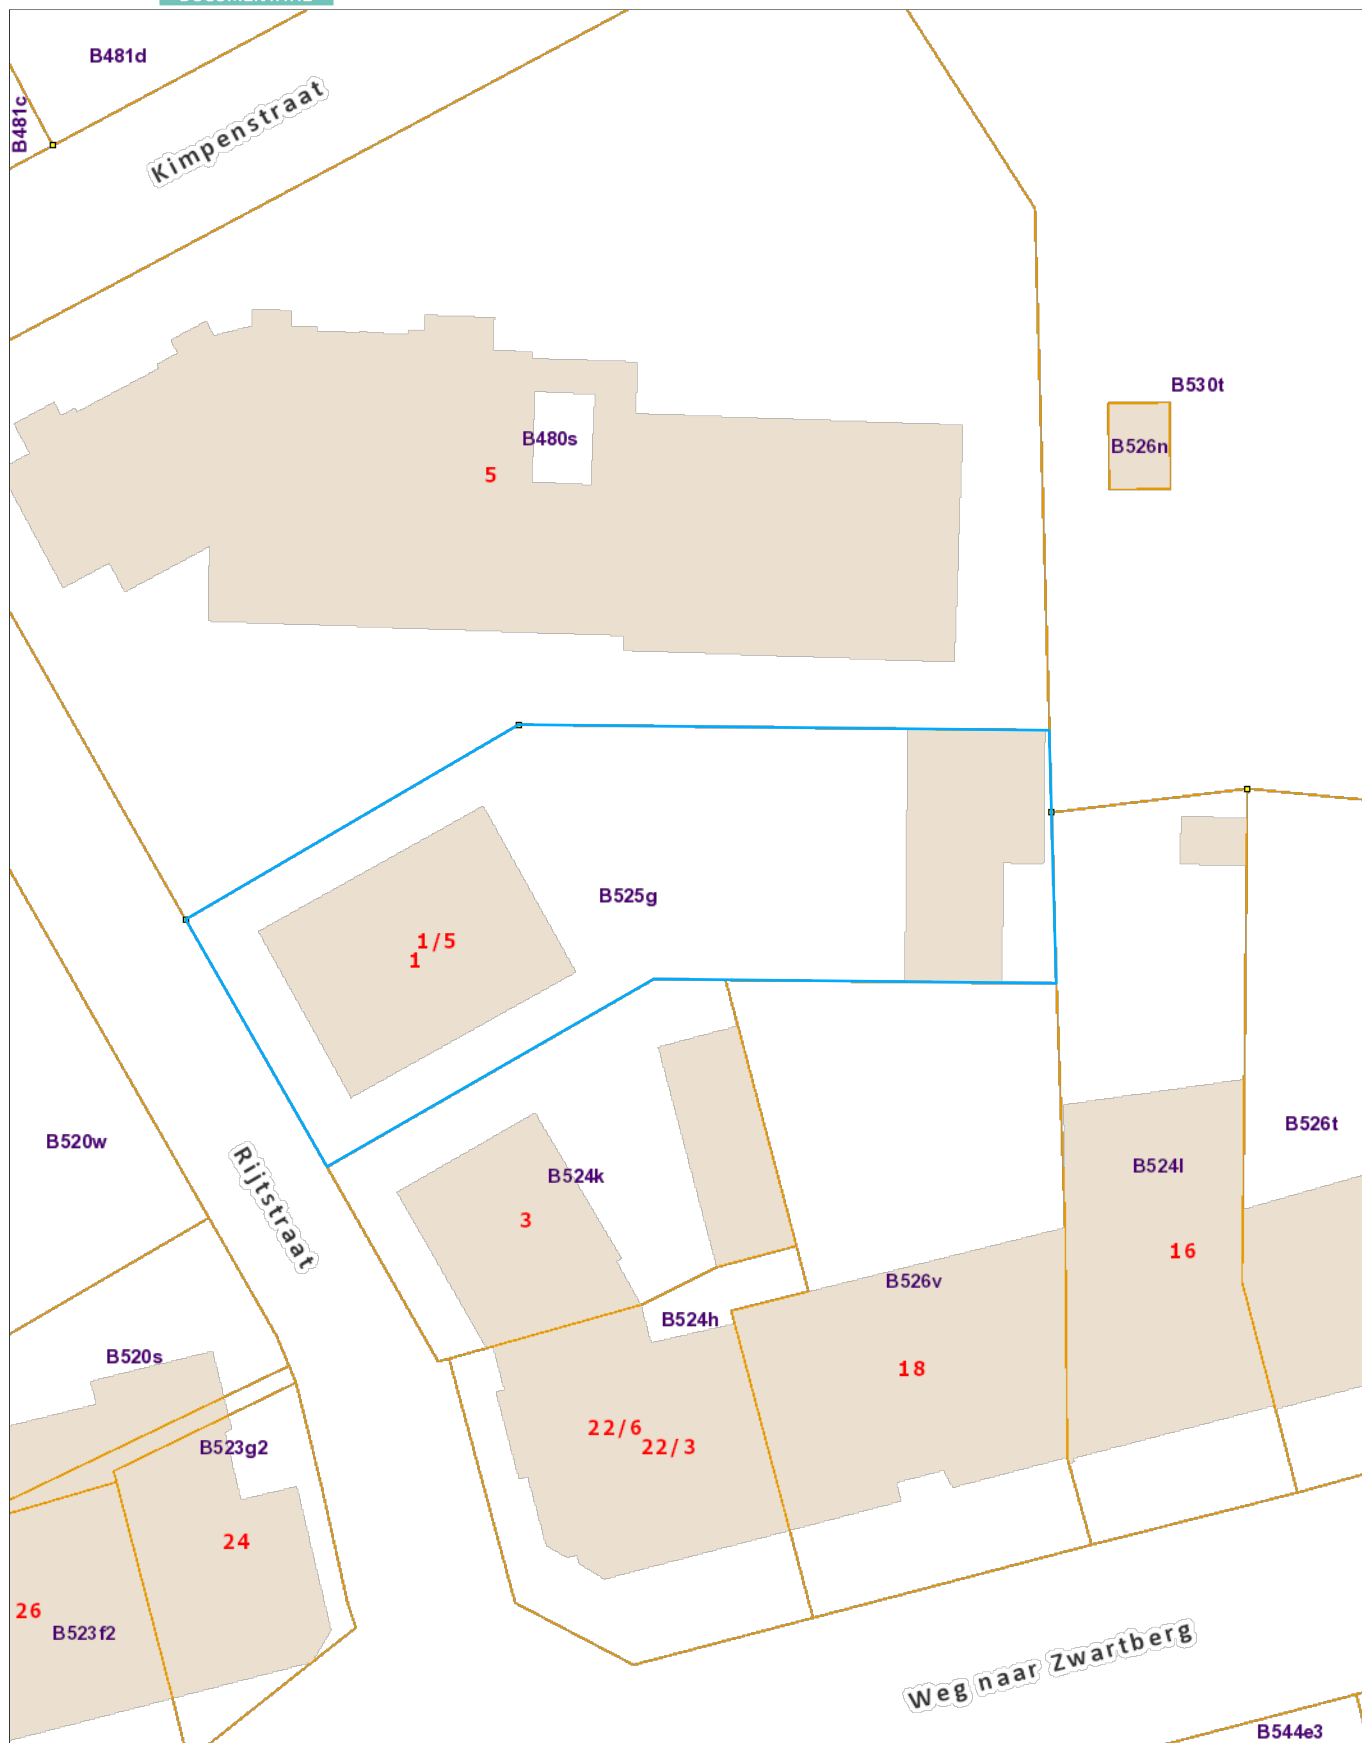 B481d
B481c
Kimpenstraat
B530t
B526n
B480s
5
B525g
1/5
1
B526t
B520w
B524l
B524k
Rijtstraat
3
16
B526v
B524h
B520s
18
22/6
22/3
B523g2
24
26
B523f2
Weg naar Zwartberg
B544e3